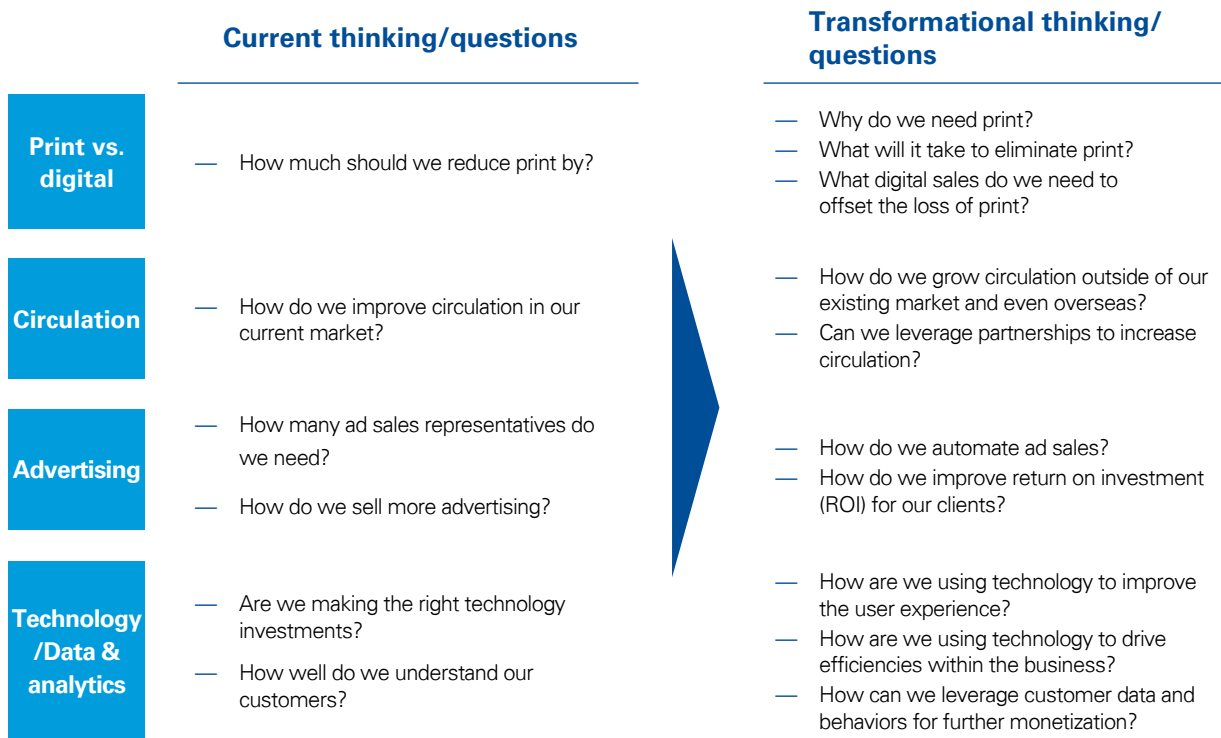 Current thinking/questions
Transformational thinking/
questions
Print vs.
digital
— How much should we reduce print by?
— Why do we need print?
— What will it take to eliminate print?
— What digital sales do we need to
offset the loss of print?
Circulation
— How do we improve circulation in our
current market?
— How do we grow circulation outside of our
existing market and even overseas?
— Can we leverage partnerships to increase
circulation?
Advertising
— How many ad sales representatives do
we need?
— How do we sell more advertising?
— How do we automate ad sales?
— How do we improve return on investment
(ROI) for our clients?
Technology
/Data &
analytics
— Are we making the right technology
investments?
— How well do we understand our
customers?
— How are we using technology to improve
the user experience?
— How are we using technology to drive
efficiencies within the business?
— How can we leverage customer data and
behaviors for further monetization?